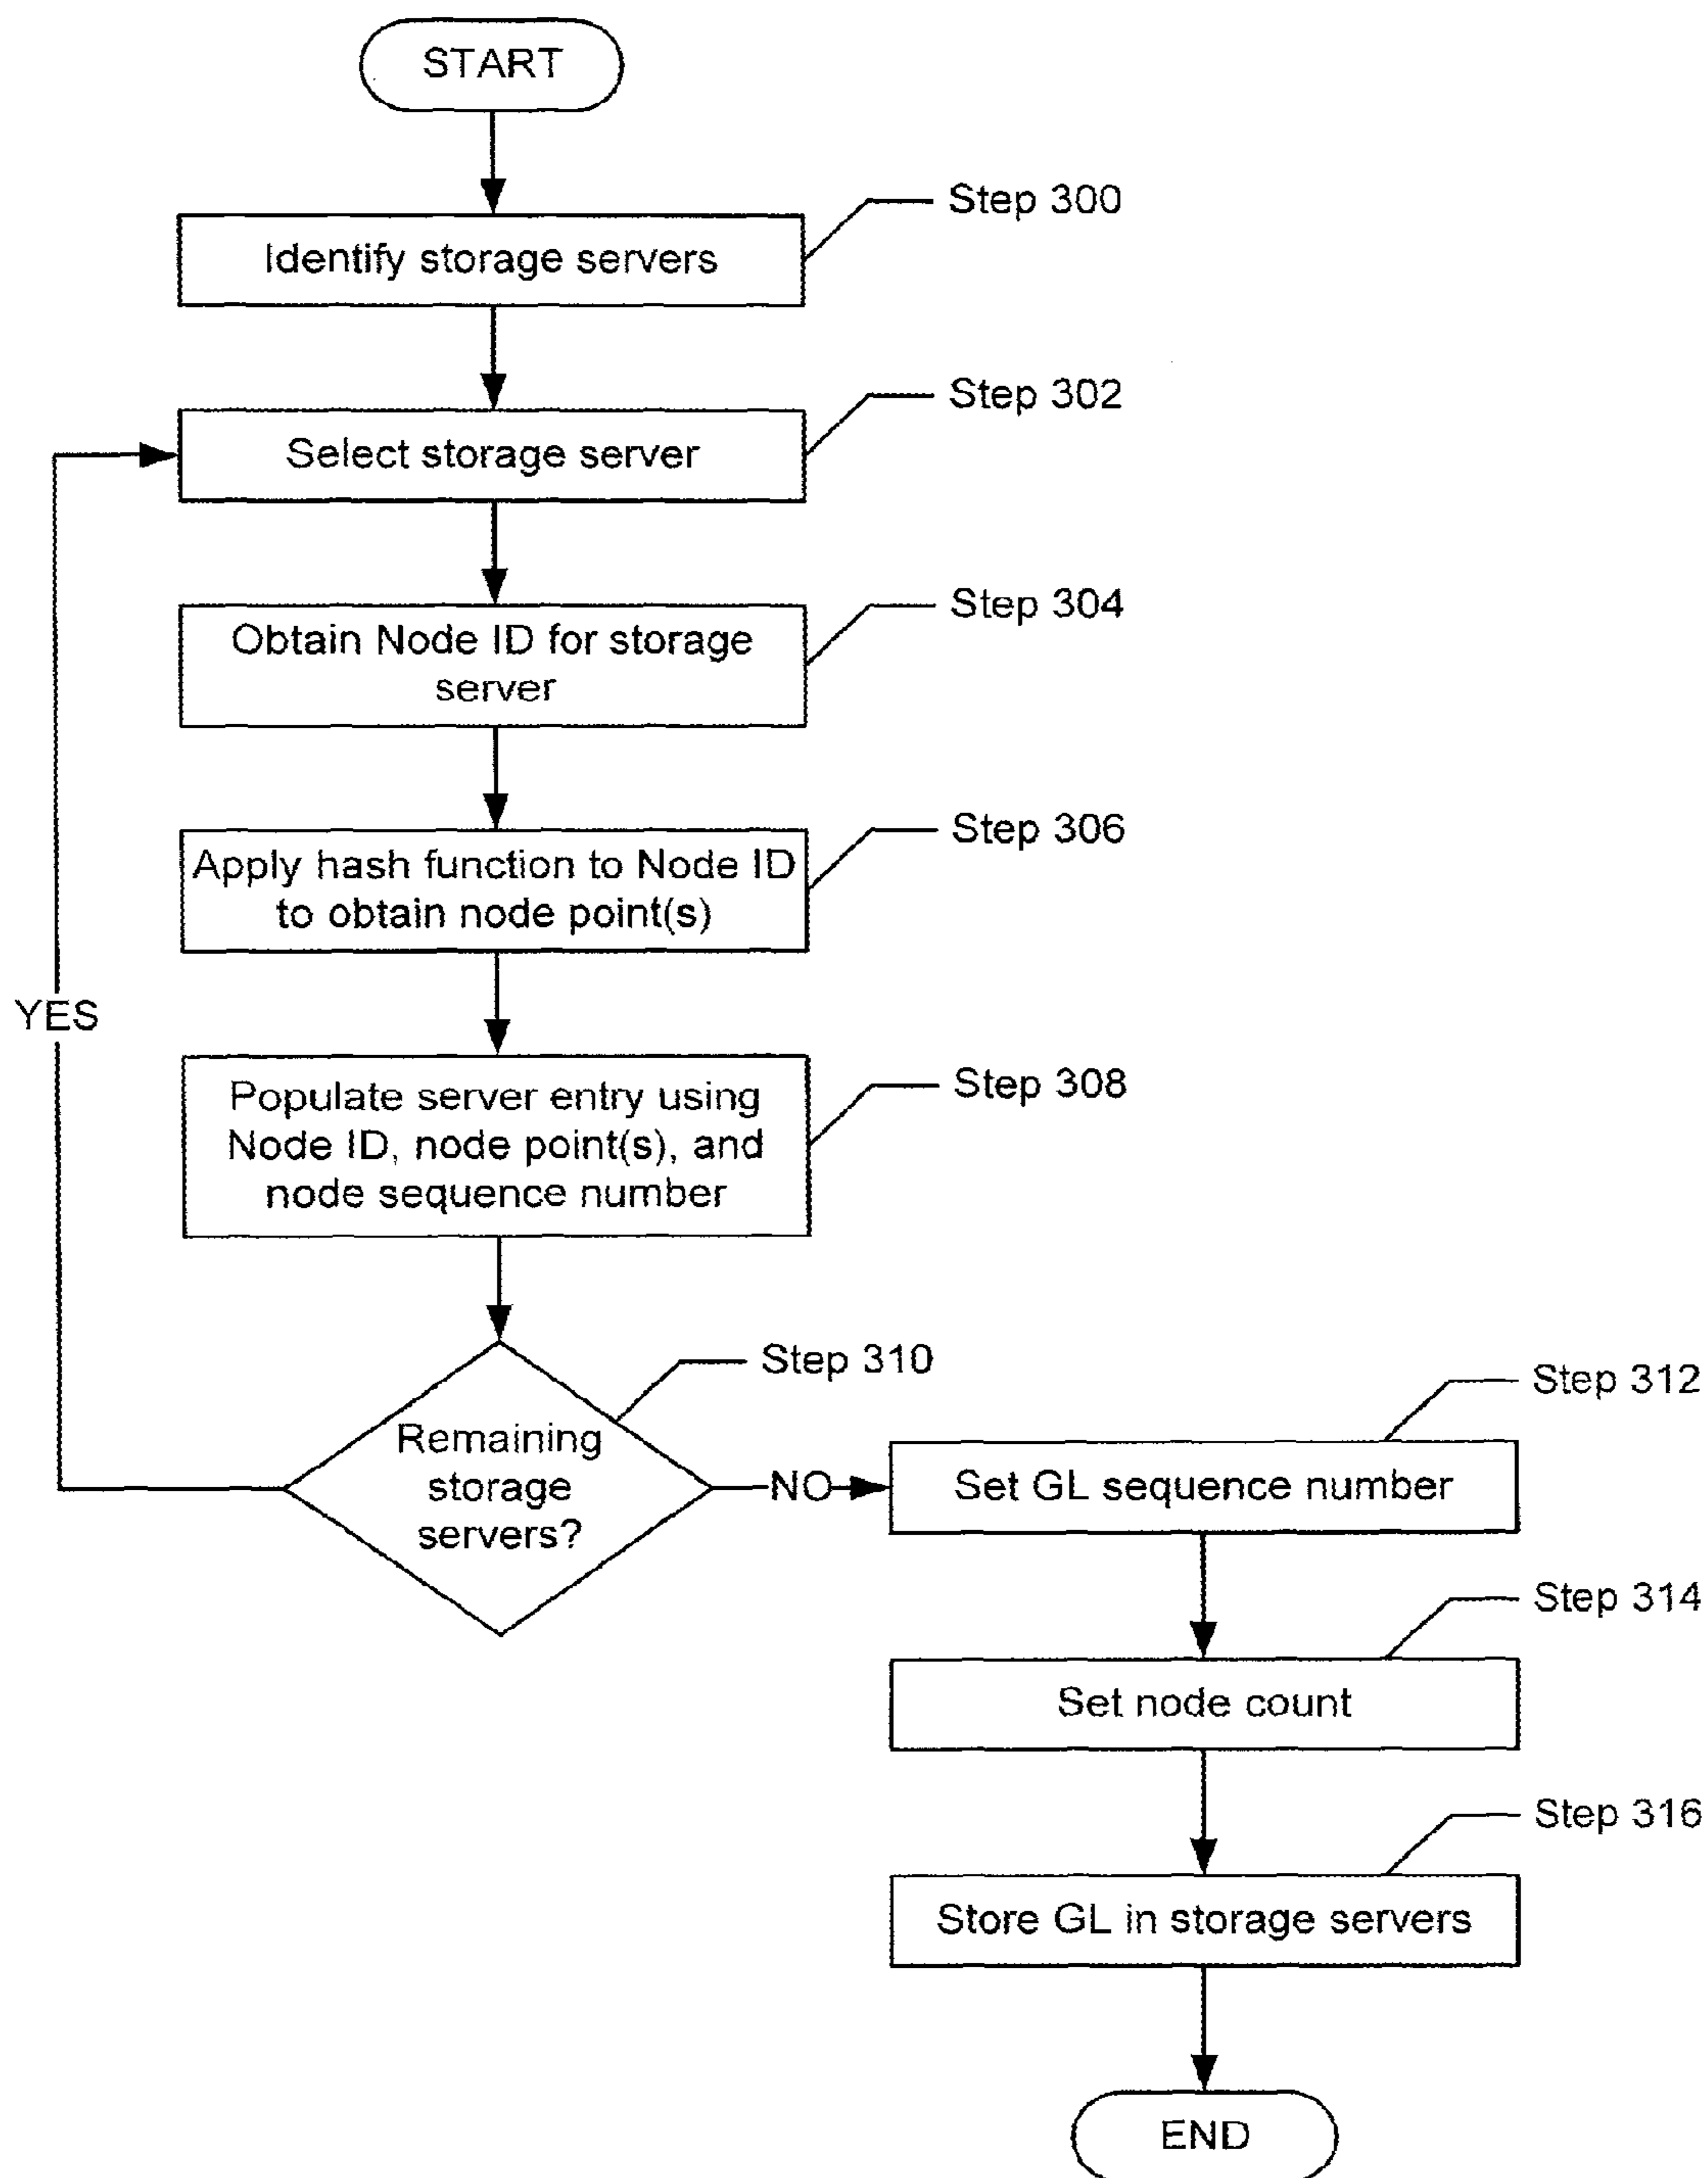 START
Step 300
Identify storage servers
Step 302
Select storage server
Step 304
Obtain Node ID for storage
server
Step 306
Apply hash function to Node ID
to obtain node point(s)
YES
Step 308
Populate server entry using
Node ID, node point(s), and
node sequence number
Step 310
Remaining
storage
servers?
NO
Step 312
Set GL sequence number
Step 314
Set node count
Step 316
Store GL in storage servers
END